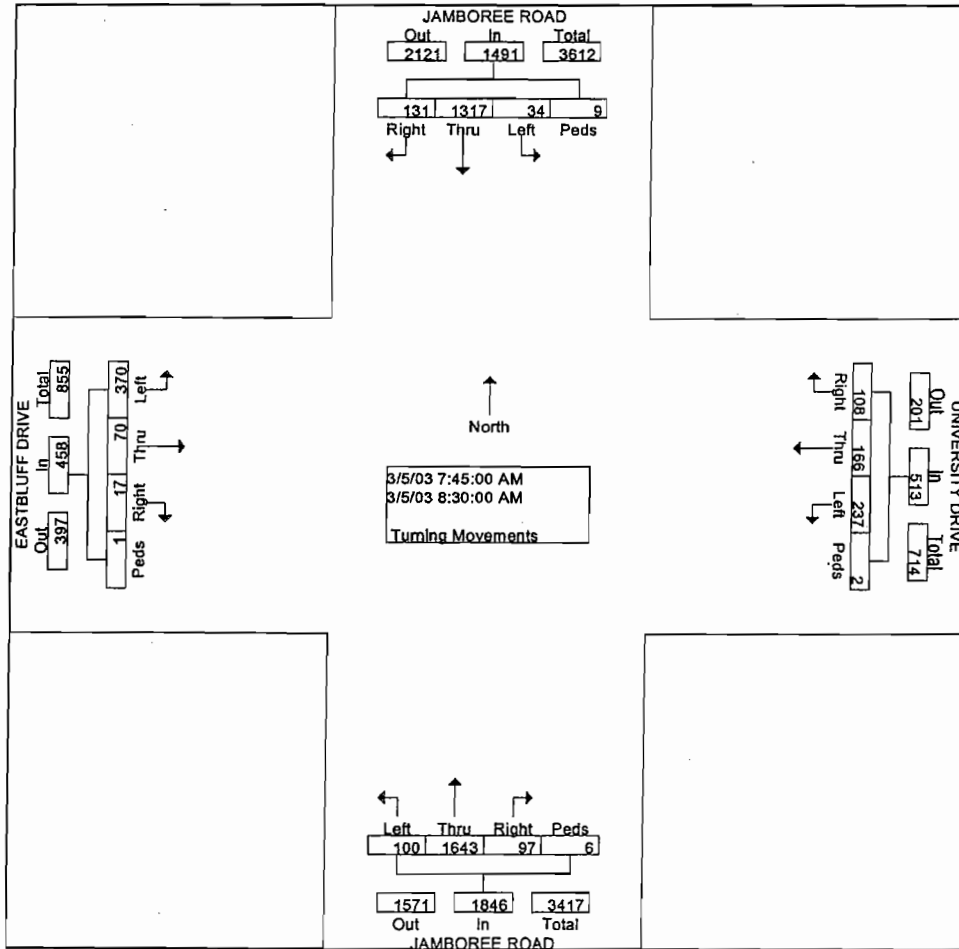 JAMBOREE ROAD
Out In Total
2121 1491 3612
131 1317 34 9
Right Thru Left Peds
EASTBLUFF DRIVE
Out In Total
397 458 855
1 17 70 370
Peds Right Thru Left
North
3/5/03 7:45:00 AM
3/5/03 8:30:00 AM
Turning Movements
UNIVERSITY DRIVE
Out In Total
201 513 714
108 166 237 2
Right Thru Left Peds
Left Thru Right Peds
100 1643 97 6
1571 1846 3417
Out In Total
JAMBOREE ROAD